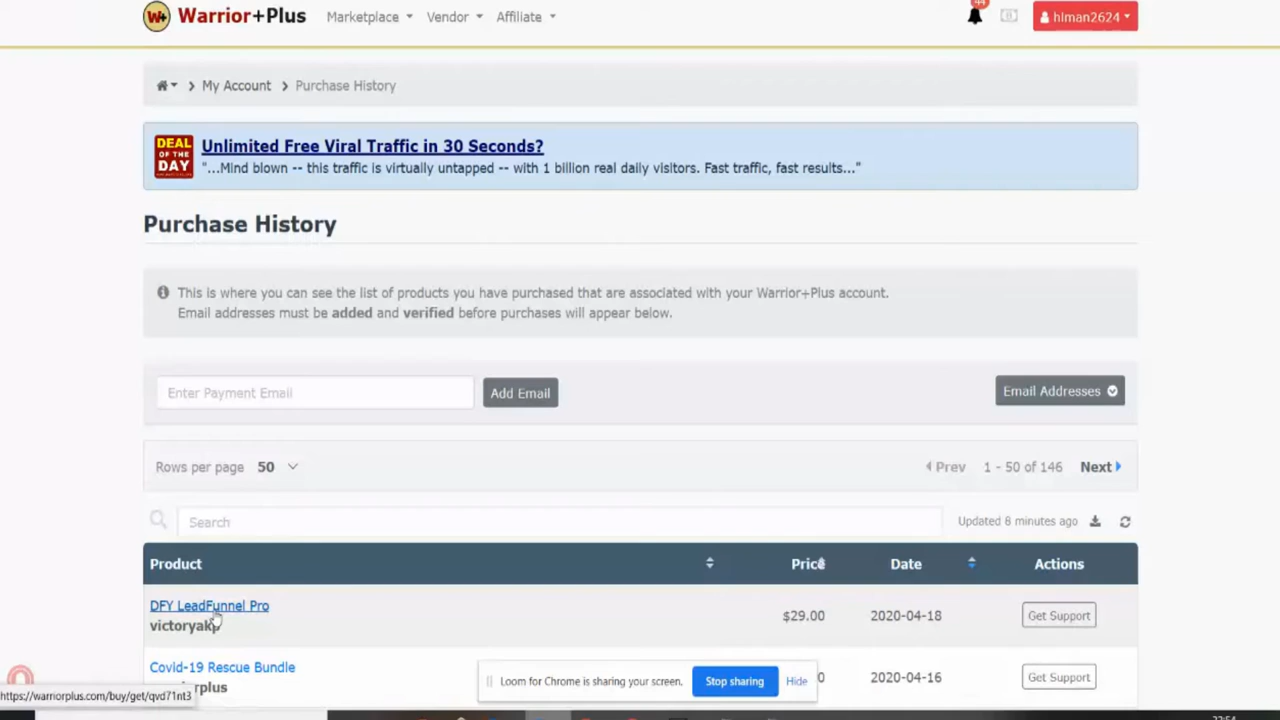 W+ Warrior+Plus Marketplace Vendor Affiliate 44 hlman2624
My Account Purchase History
DEAL OF THE DAY
Unlimited Free Viral Traffic in 30 Seconds?
"...Mind blown -- this traffic is virtually untapped -- with 1 billion real daily visitors. Fast traffic, fast results..."
Purchase History
This is where you can see the list of products you have purchased that are associated with your Warrior+Plus account.
Email addresses must be added and verified before purchases will appear below.
Enter Payment Email Add Email Email Addresses
Rows per page 50 Prev 1 - 50 of 146 Next
Search Updated 8 minutes ago
Product Price Date Actions
DFY LeadFunnel Pro $29.00 2020-04-18 Get Support
victoryakp
Covid-19 Rescue Bundle 2020-04-16 Get Support
Loom for Chrome is sharing your screen. Stop sharing Hide
https://warriorplus.com/buy/get/qvd71nt3